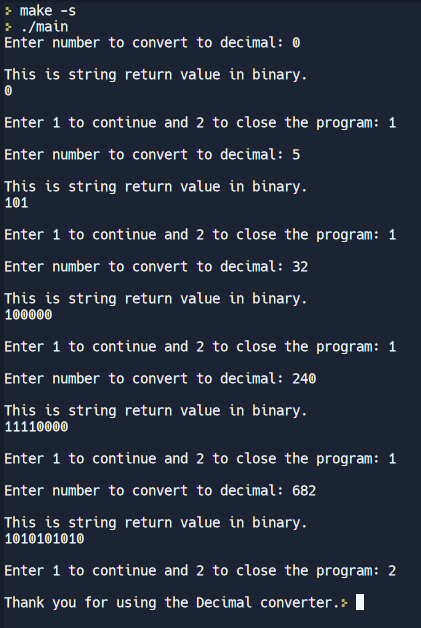 make -s
./main
Enter number to convert to decimal: 0
This is string return value in binary.
0
Enter 1 to continue and 2 to close the program: 1
Enter number to convert to decimal: 5
This is string return value in binary.
101
Enter 1 to continue and 2 to close the program: 1
Enter number to convert to decimal: 32
This is string return value in binary.
100000
Enter 1 to continue and 2 to close the program: 1
Enter number to convert to decimal: 240
This is string return value in binary.
11110000
Enter 1 to continue and 2 to close the program: 1
Enter number to convert to decimal: 682
This is string return value in binary.
1010101010
Enter 1 to continue and 2 to close the program: 2
Thank you for using the Decimal converter.